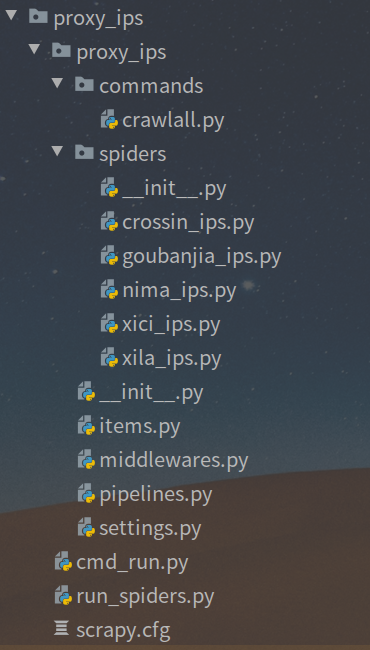 proxy_ips
proxy_ips
commands
crawlall.py
spiders
__init__.py
crossin_ips.py
goubanjia_ips.py
nima_ips.py
xici_ips.py
xila_ips.py
__init__.py
items.py
middlewares.py
pipelines.py
settings.py
cmd_run.py
run_spiders.py
scrapy.cfg